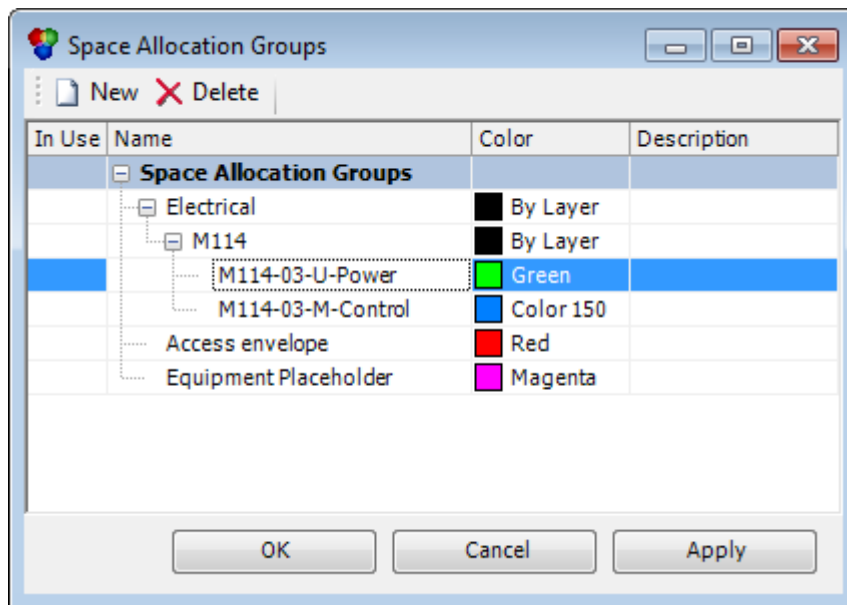 Space Allocation Groups
New Delete
In Use Name Color Description
Space Allocation Groups
Electrical By Layer
M114 By Layer
M114-03-U-Power Green
M114-03-M-Control Color 150
Access envelope Red
Equipment Placeholder Magenta
OK Cancel Apply